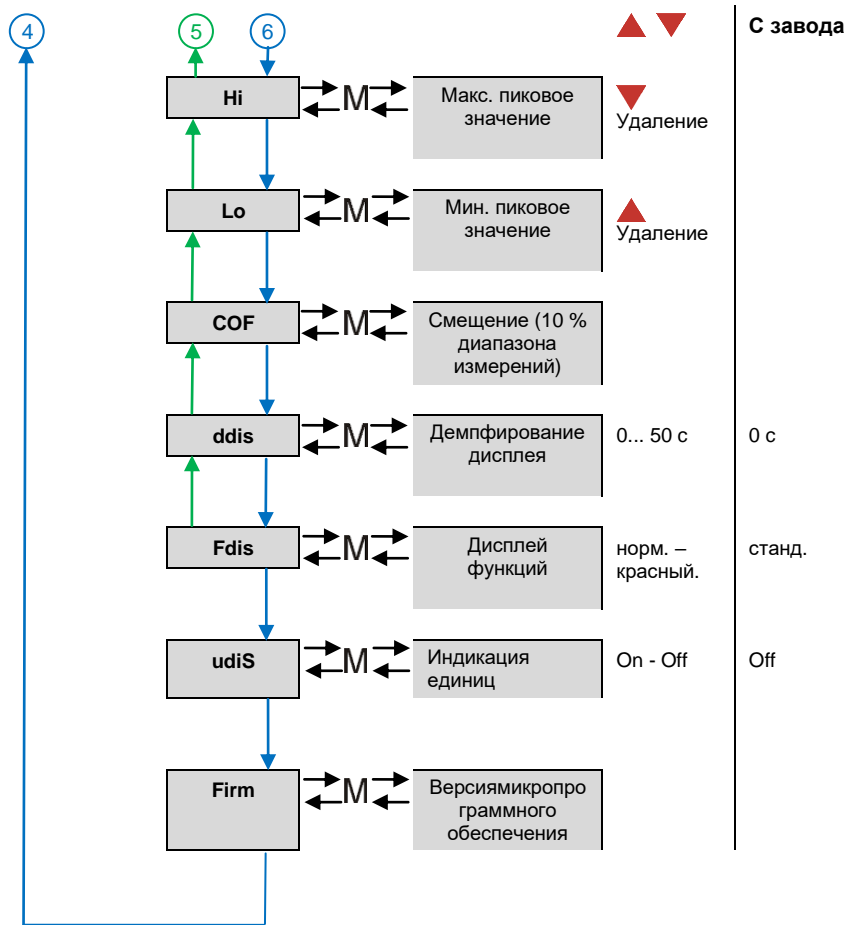 4 5 6 С завода
Hi M Макс. пиковое
значение
Удаление
Lo M Мин. пиковое
значение
Удаление
COF M Смещение (10 %
диапазона
измерений)
ddis M Демпфирование
дисплея
0... 50 с 0 с
Fdis M Дисплей
функций
норм. –
красный.
станд.
udiS M Индикация
единиц
On - Off Off
Firm M Версиямикропро
граммного
обеспечения